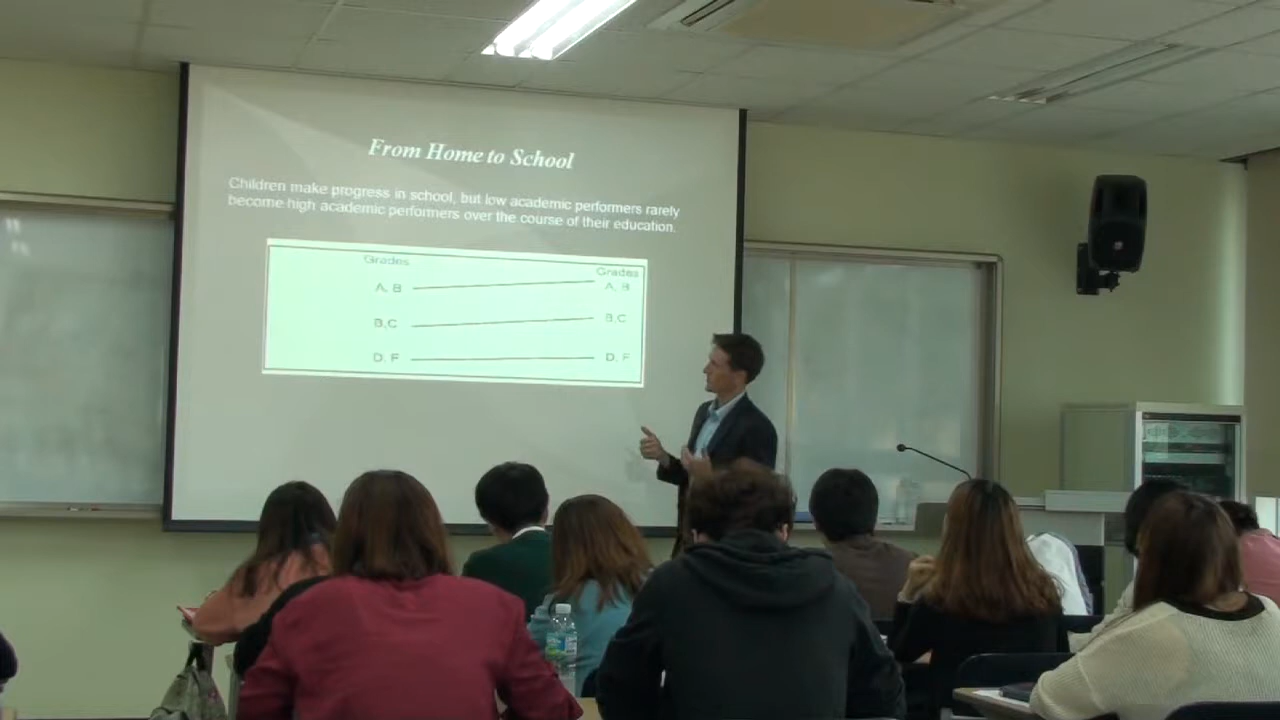 From Home to School
Children make progress in school, but low academic performers rarely
become high academic performers over the course of their education.
Grades Grades
A, B A, B
B,C B,C
D, F D, F